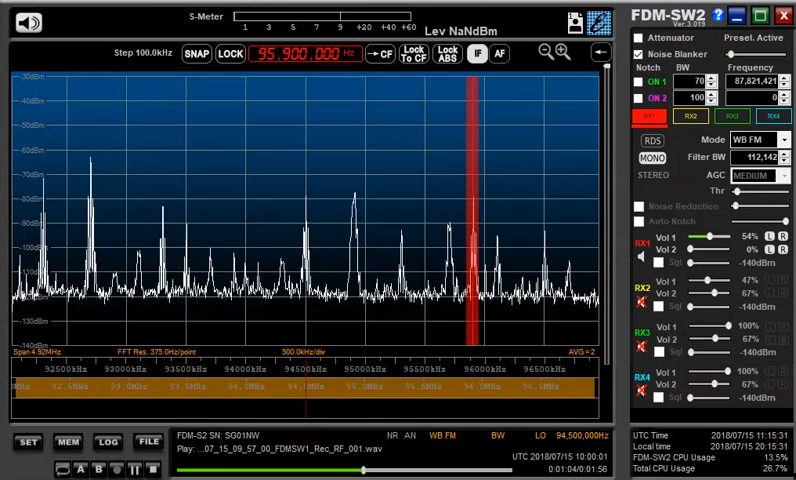 S-Meter
1 3 5 7 9 +20 +40 +60
Lev NaNdBm
Step 100.0kHz
SNAP
LOCK
95,900,000 Hz
→CF
Lock To CF
Lock ABS
IF
AF
-30dBm
-40dBm
-50dBm
-60dBm
-70dBm
-80dBm
-90dBm
-100dBm
-110dBm
-120dBm
-130dBm
-140dBm
Span 4.92MHz
FFT Res. 375.0Hz/point
500.0kHz/div
AVG=2
92500kHz 93000kHz 93500kHz 94000kHz 94500kHz 95000kHz 95500kHz 96000kHz 96500kHz
92.5MHz 93.0MHz 93.5MHz 94.0MHz 94.5MHz 95.0MHz 95.5MHz 96.0MHz 96.5MHz
SET
MEM
LOG
FILE
A
B
FDM-S2 SN: SG01NW
NR AN
WB FM
BW
LO 94,500,000Hz
Play: ...07_15_09_57_00_FDMSW1_Rec_RF_001.wav
UTC 2018/07/15 10:00:01
0:01:04/0:01:56
FDM-SW2
Ver.3.019
?
X
Attenuator
Presel. Active
Noise Blanker
Notch BW Frequency
ON 1 70 87,821,421
ON 2 100 0
RX1 RX2 RX3 RX4
RDS
Mode WB FM
MONO
Filter BW 112,142
STEREO
AGC MEDIUM
Thr
Noise Reduction
Auto Notch
RX1
Vol 1 54% L R
Vol 2 0% L R
Sql -140dBm
RX2
Vol 1 47% L R
Vol 2 67% L R
Sql -140dBm
RX3
Vol 1 100% L R
Vol 2 67% L R
Sql -140dBm
RX4
Vol 1 100% L R
Vol 2 67% L R
Sql -140dBm
UTC Time 2018/07/15 11:15:31
Local time 2018/07/15 20:15:31
FDM-SW2 CPU Usage 13.5%
Total CPU Usage 26.7%